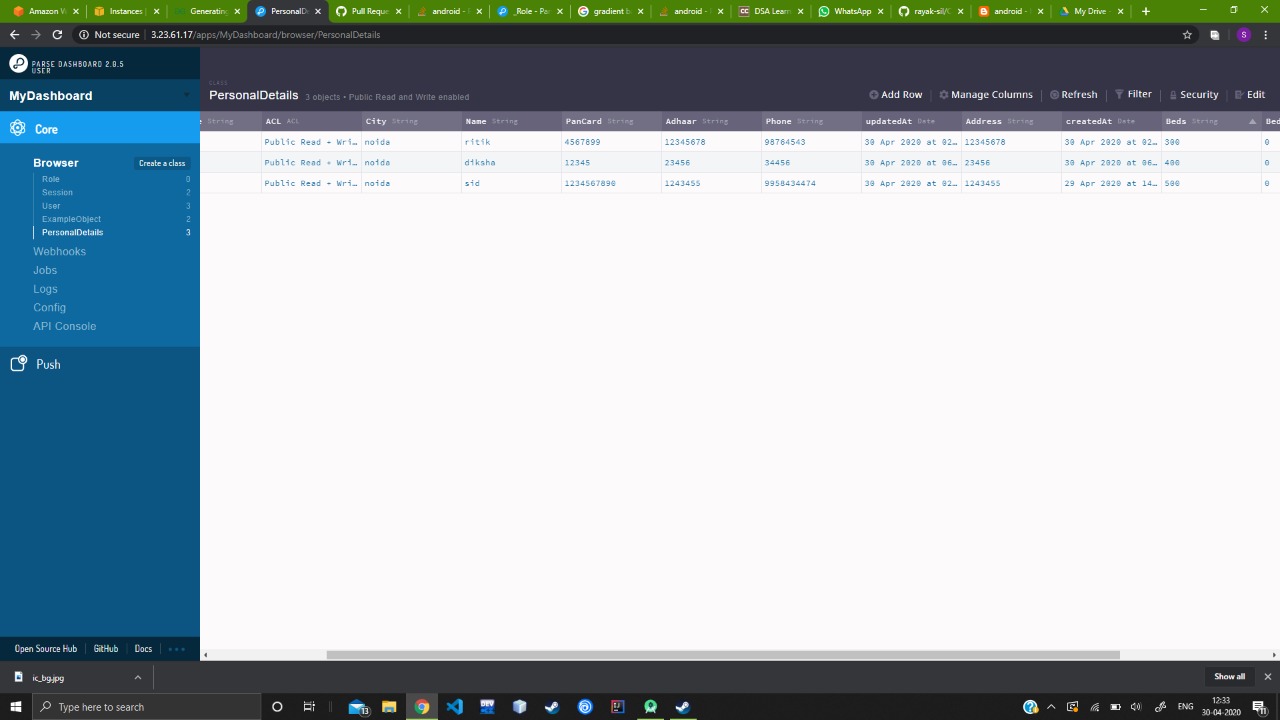 Amazon W
Instances |
Generating
PersonalDe
Pull Reque
android - F
_Role - Par
gradient ba
android - F
DSA Learn
WhatsApp
rayak-sil/C
android - H
My Drive -
Not secure | 3.23.61.17/apps/MyDashboard/browser/PersonalDetails
PARSE DASHBOARD 2.0.5
USER
MyDashboard
Core
Browser Create a class
Role 0
Session 2
User 3
ExampleObject 2
PersonalDetails 3
Webhooks
Jobs
Logs
Config
API Console
Push
Open Source Hub GitHub Docs
CLASS
PersonalDetails 3 objects • Public Read and Write enabled
Add Row Manage Columns Refresh Filter Security Edit
e String ACL ACL City String Name String PanCard String Adhaar String Phone String updatedAt Date Address String createdAt Date Beds String Bed
Public Read + Wri… noida ritik 4567899 12345678 98764543 30 Apr 2020 at 02… 12345678 30 Apr 2020 at 02… 300 0
Public Read + Wri… noida diksha 12345 23456 34456 30 Apr 2020 at 06… 23456 30 Apr 2020 at 06… 400 0
Public Read + Wri… noida sid 1234567890 1243455 9958434474 30 Apr 2020 at 02… 1243455 29 Apr 2020 at 14… 500 0
ic_bg.jpg
Show all
Type here to search
13
ENG
12:33
30-04-2020
11